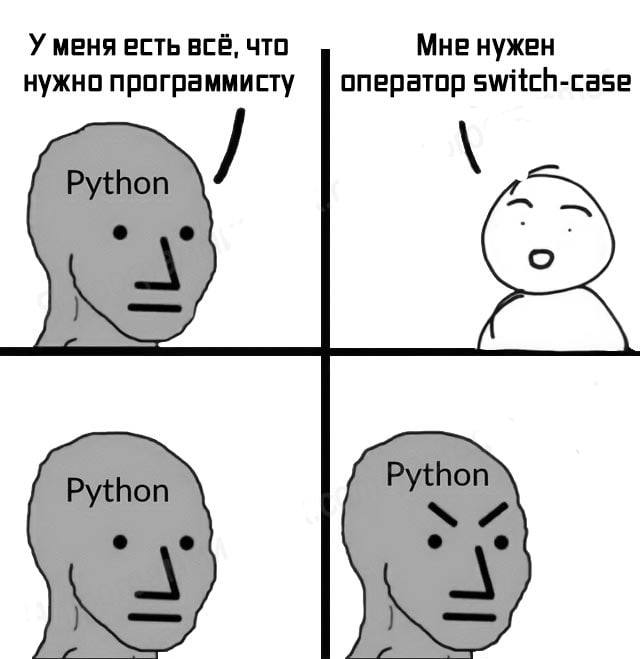 У меня есть всё, что
нужно программисту
Мне нужен
оператор switch-case
Python
Python
Python